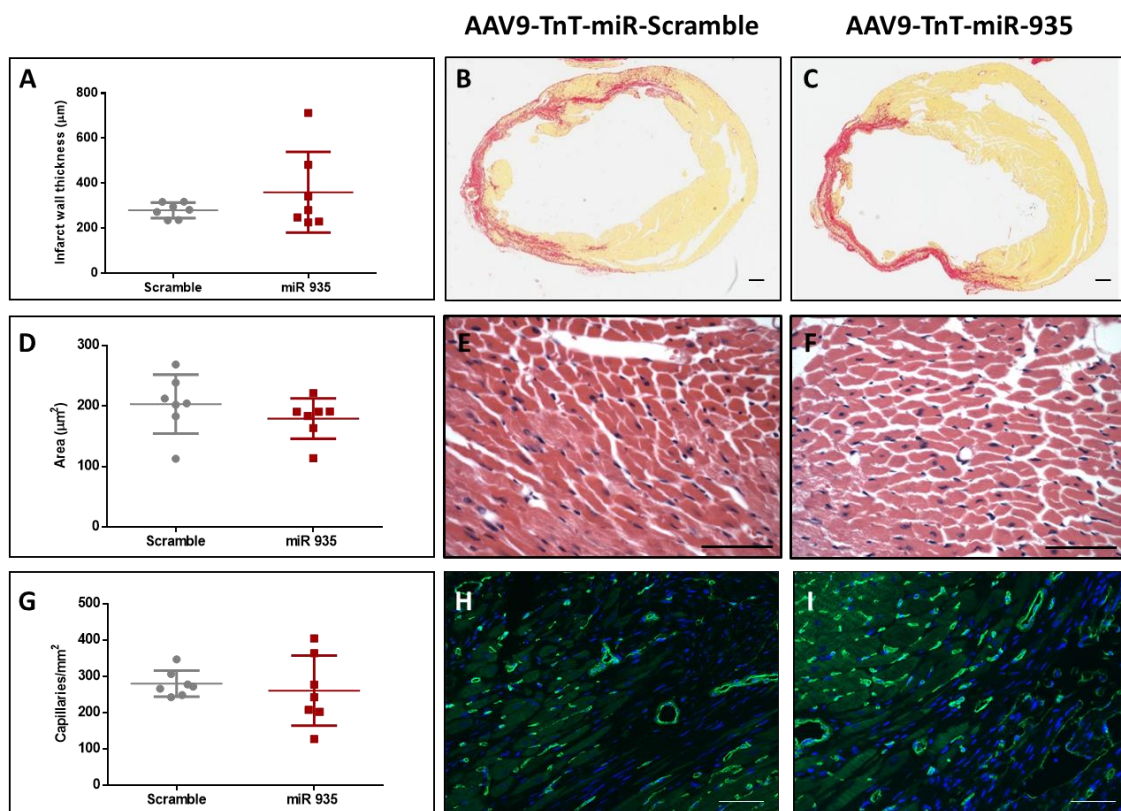 AAV9-TnT-miR-Scramble
AAV9-TnT-miR-935
A
Infarct wall thickness (µm)
800
600
400
200
0
Scramble
miR 935
B
C
D
Area (µm²)
300
200
100
0
Scramble
miR 935
E
F
G
Capillaries/mm²
500
400
300
200
100
0
Scramble
miR 935
H
I